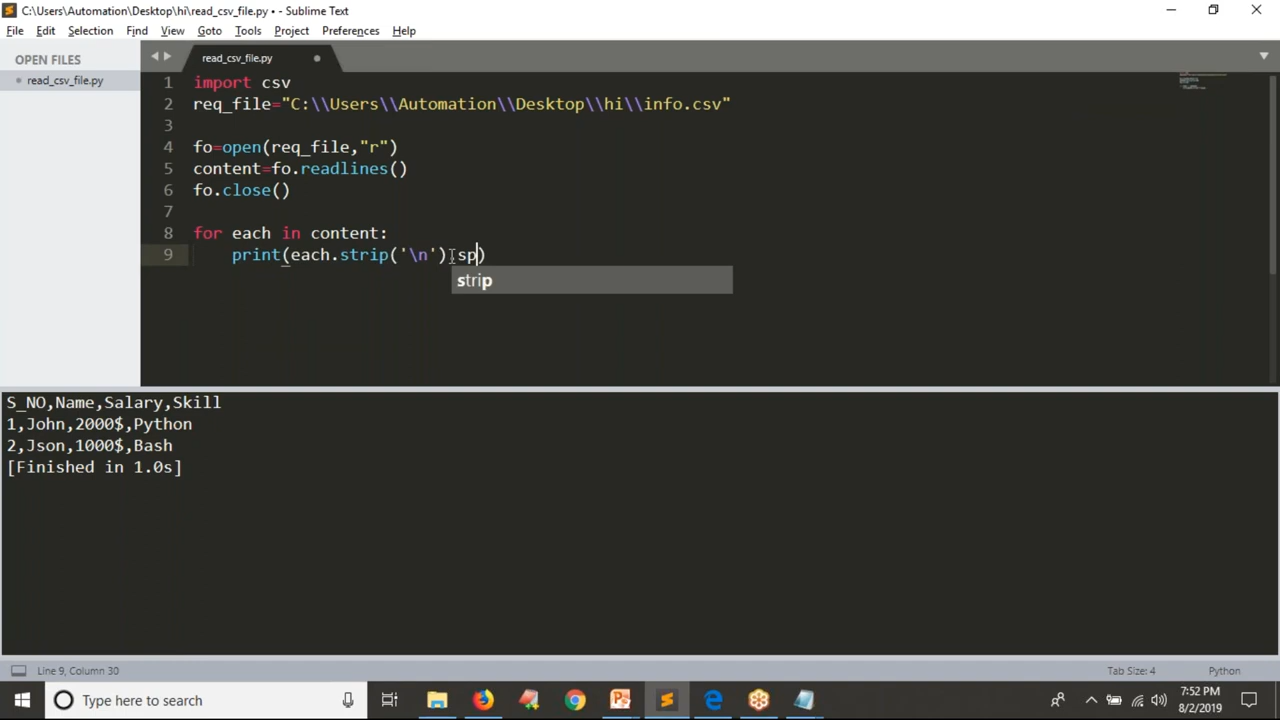 C:\Users\Automation\Desktop\hi\read_csv_file.py • - Sublime Text
File Edit Selection Find View Goto Tools Project Preferences Help
OPEN FILES
read_csv_file.py
read_csv_file.py
1 import csv
2 req_file="C:\\Users\\Automation\\Desktop\\hi\\info.csv"
3
4 fo=open(req_file,"r")
5 content=fo.readlines()
6 fo.close()
7
8 for each in content:
9 print(each.strip('\n').sp)
strip
S_NO,Name,Salary,Skill
1,John,2000$,Python
2,Json,1000$,Bash
[Finished in 1.0s]
Line 9, Column 30 Tab Size: 4 Python
Type here to search
7:52 PM
8/2/2019